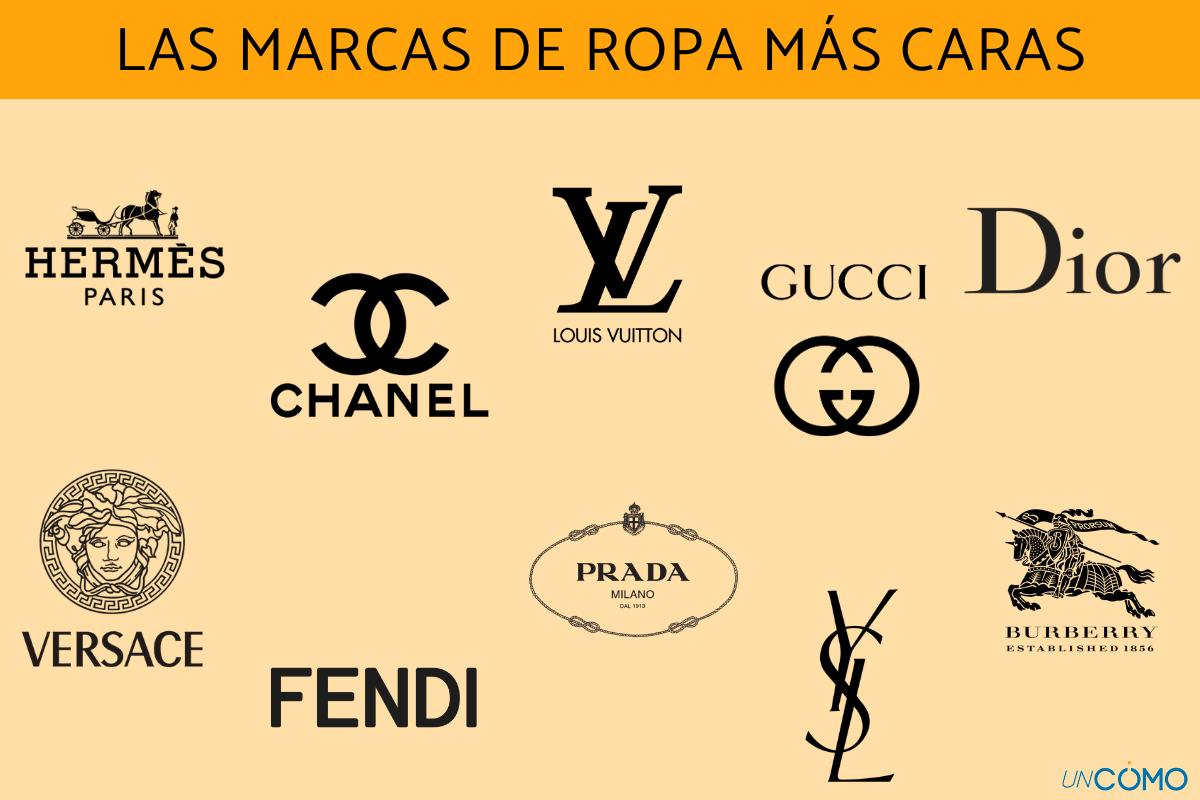 LAS MARCAS DE ROPA MÁS CARAS
HERMÈS
PARIS
CHANEL
LV
LOUIS VUITTON
GUCCI
GG
Dior
VERSACE
FENDI
PRADA
MILANO
DAL 1913
YSL
PRORSUM
BURBERRY
ESTABLISHED 1856
UNCOMO